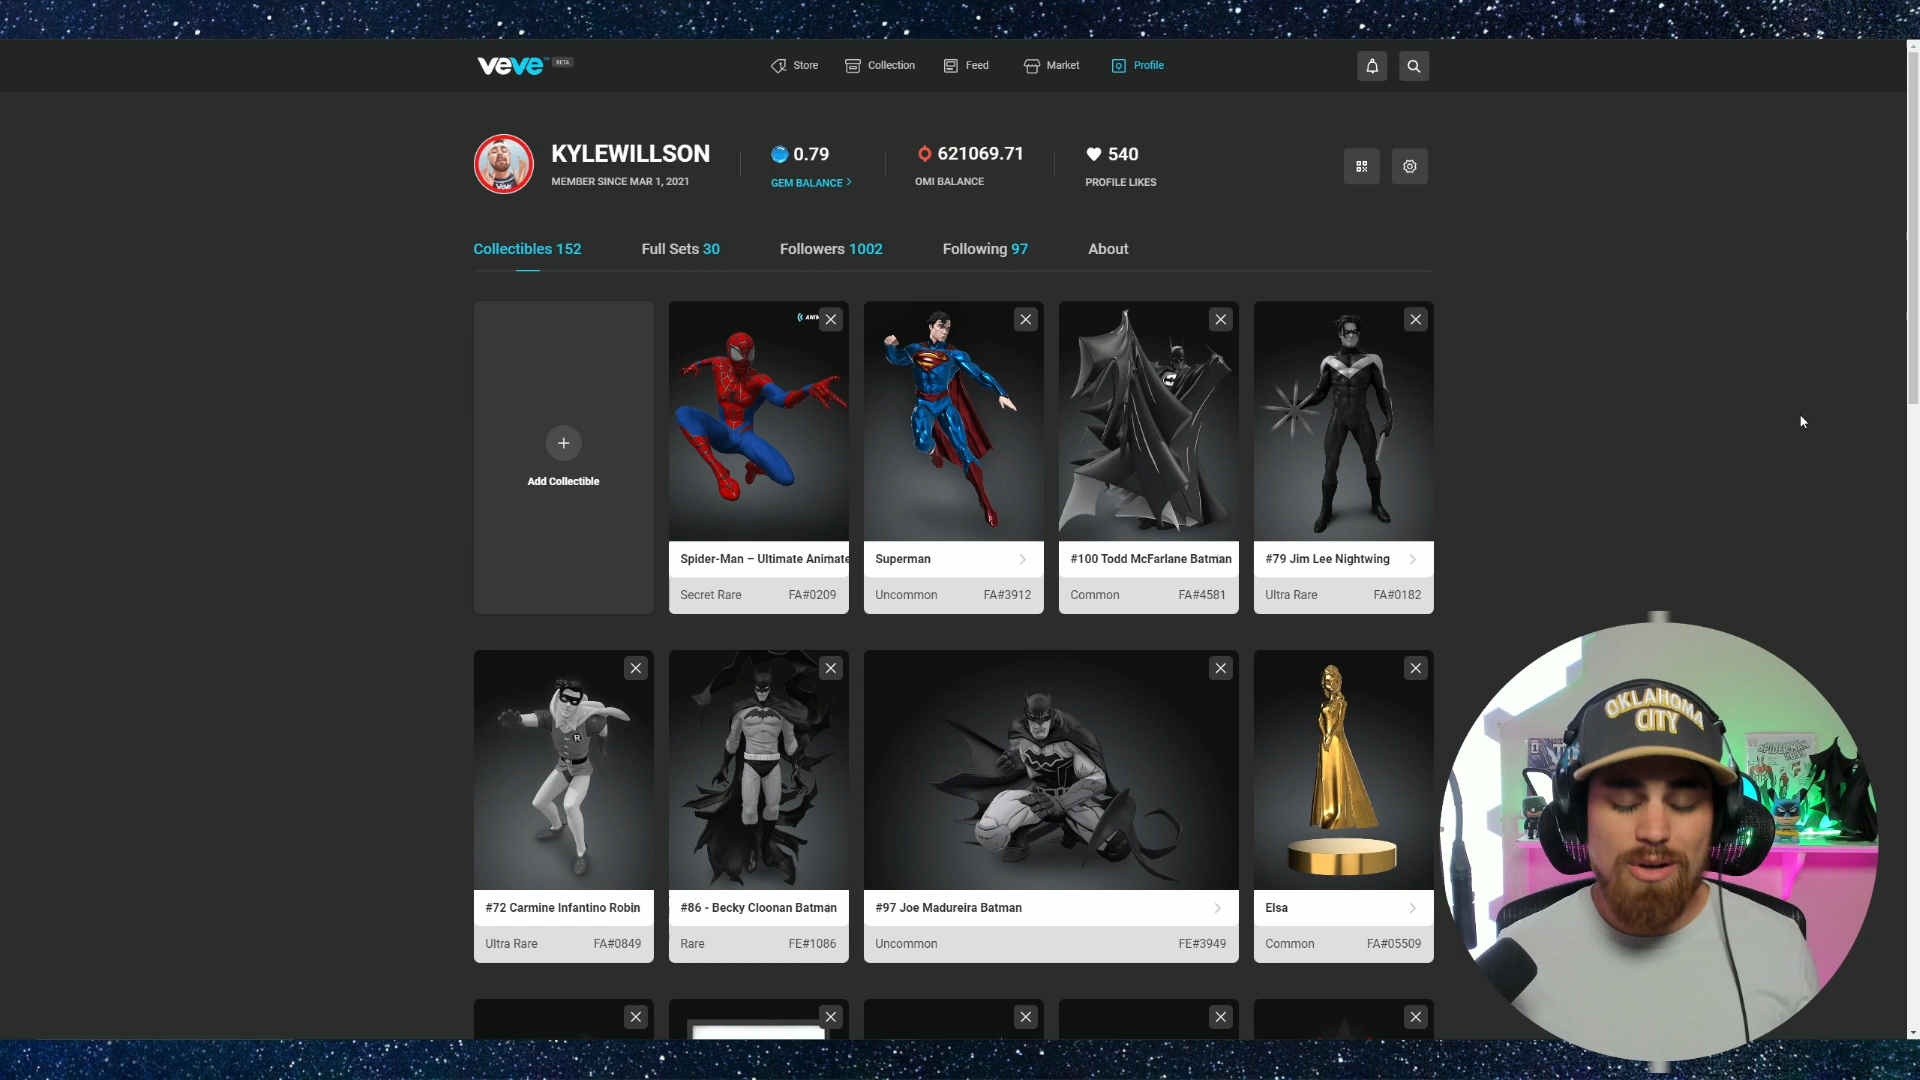 veve BETA
Store
Collection
Feed
Market
Profile
KYLEWILLSON
MEMBER SINCE MAR 1, 2021
0.79
GEM BALANCE >
621069.71
OMI BALANCE
540
PROFILE LIKES
Collectibles 152
Full Sets 30
Followers 1002
Following 97
About
Add Collectible
Spider-Man – Ultimate Animate
Secret Rare FA#0209
Superman
Uncommon FA#3912
#100 Todd McFarlane Batman
Common FA#4581
#79 Jim Lee Nightwing
Ultra Rare FA#0182
#72 Carmine Infantino Robin
Ultra Rare FA#0849
#86 - Becky Cloonan Batman
Rare FE#1086
#97 Joe Madureira Batman
Uncommon FE#3949
Elsa
Common FA#05509
OKLAHOMA
CITY
SPIDER-MAN